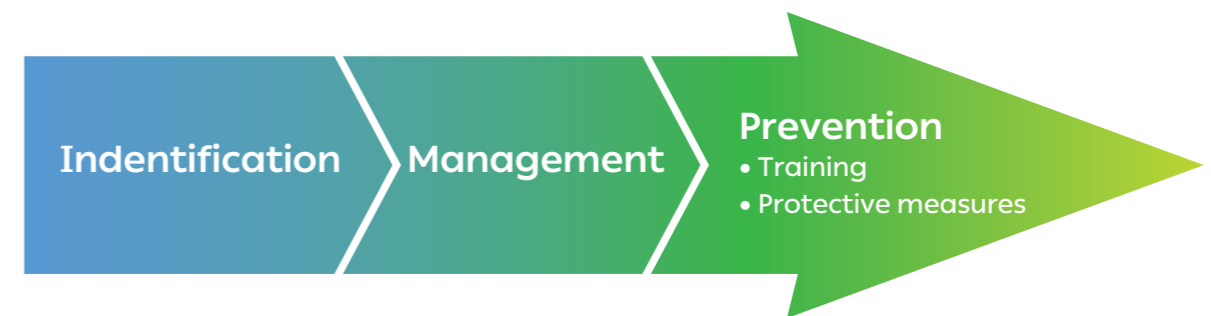 Indentification
Management
Prevention
• Training
• Protective measures